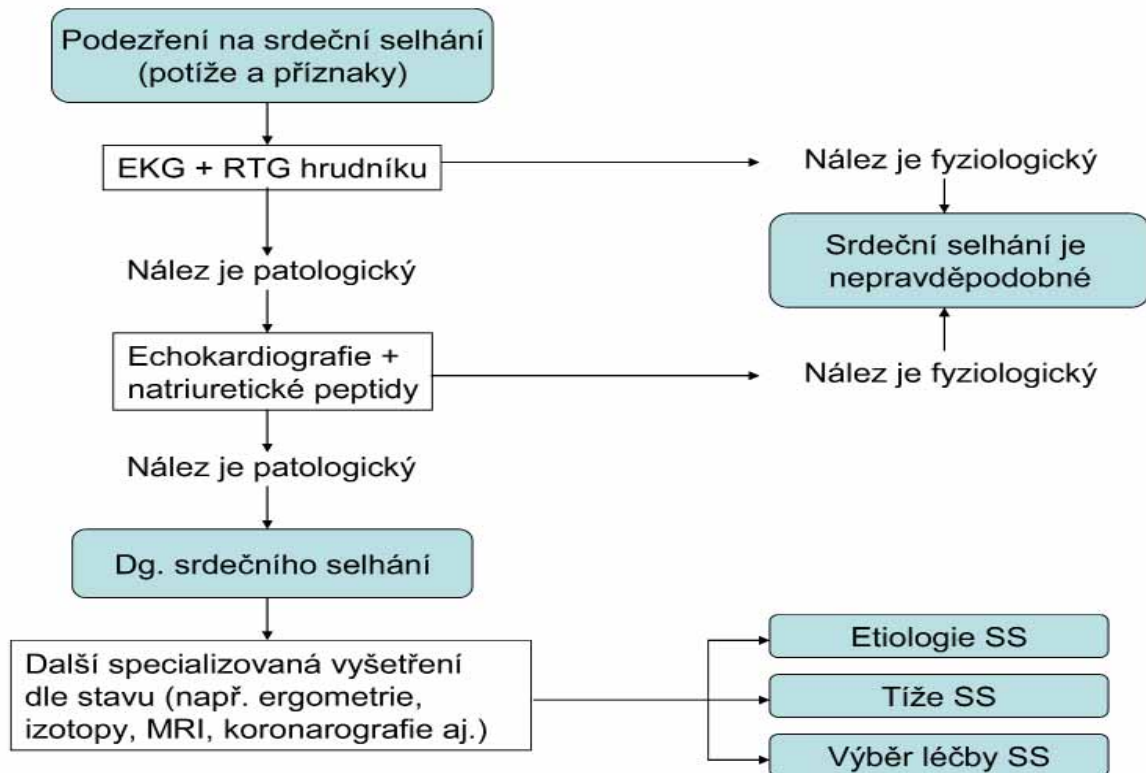 Podezření na srdeční selhání
(potíže a příznaky)
EKG + RTG hrudníku
Nález je fyziologický
Srdeční selhání je
nepravděpodobné
Nález je patologický
Echokardiografie +
natriuretické peptidy
Nález je fyziologický
Nález je patologický
Dg. srdečního selhání
Další specializovaná vyšetření
dle stavu (např. ergometrie,
izotopy, MRI, koronarografie aj.)
Etiologie SS
Tíže SS
Výběr léčby SS